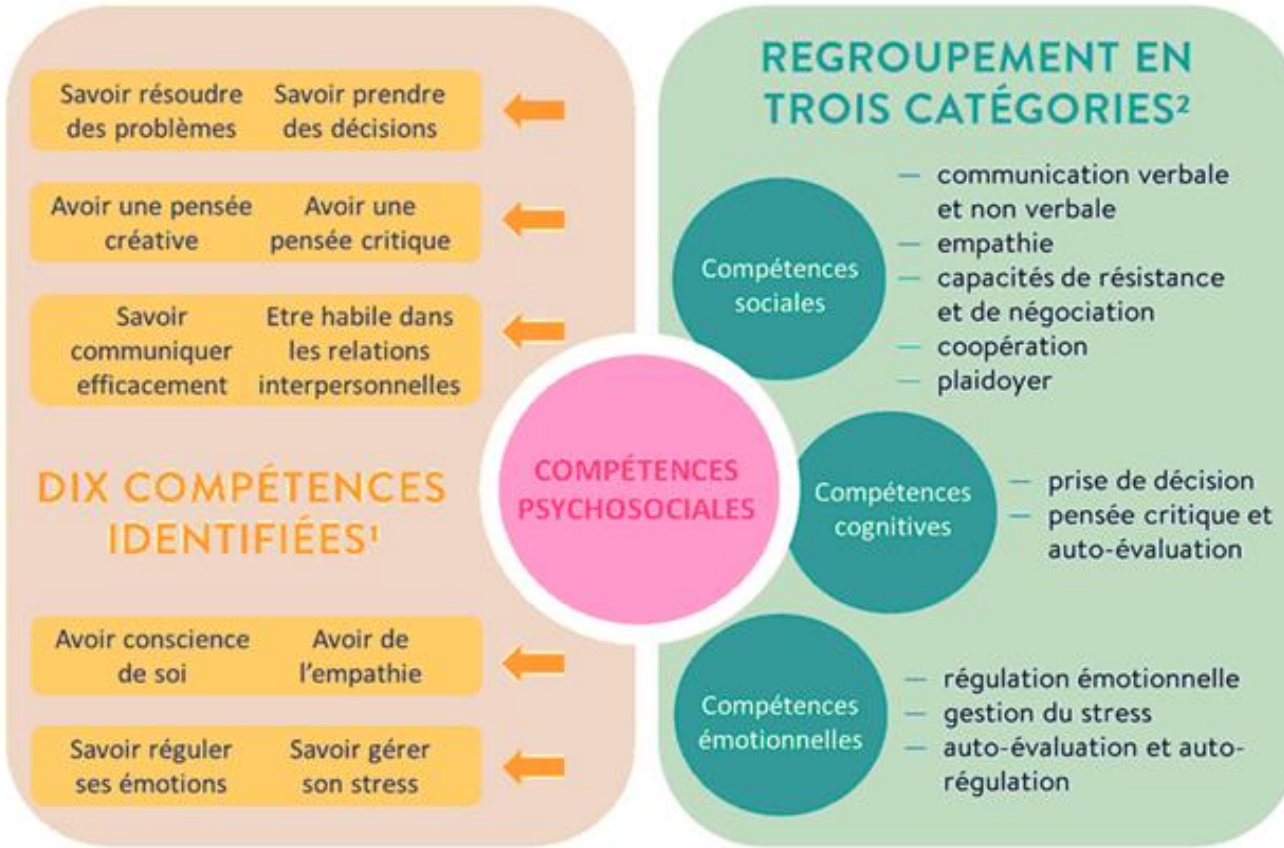 Savoir résoudre
des problèmes
Savoir prendre
des décisions
Avoir une pensée
créative
Avoir une
pensée critique
Savoir
communiquer
efficacement
Etre habile dans
les relations
interpersonnelles
DIX COMPÉTENCES
IDENTIFIÉES¹
Avoir conscience
de soi
Avoir de
l'empathie
Savoir réguler
ses émotions
Savoir gérer
son stress
COMPÉTENCES
PSYCHOSOCIALES
REGROUPEMENT EN
TROIS CATÉGORIES²
Compétences
sociales
— communication verbale
et non verbale
— empathie
— capacités de résistance
et de négociation
— coopération
— plaidoyer
Compétences
cognitives
— prise de décision
— pensée critique et
auto-évaluation
Compétences
émotionnelles
— régulation émotionnelle
— gestion du stress
— auto-évaluation et auto-
régulation